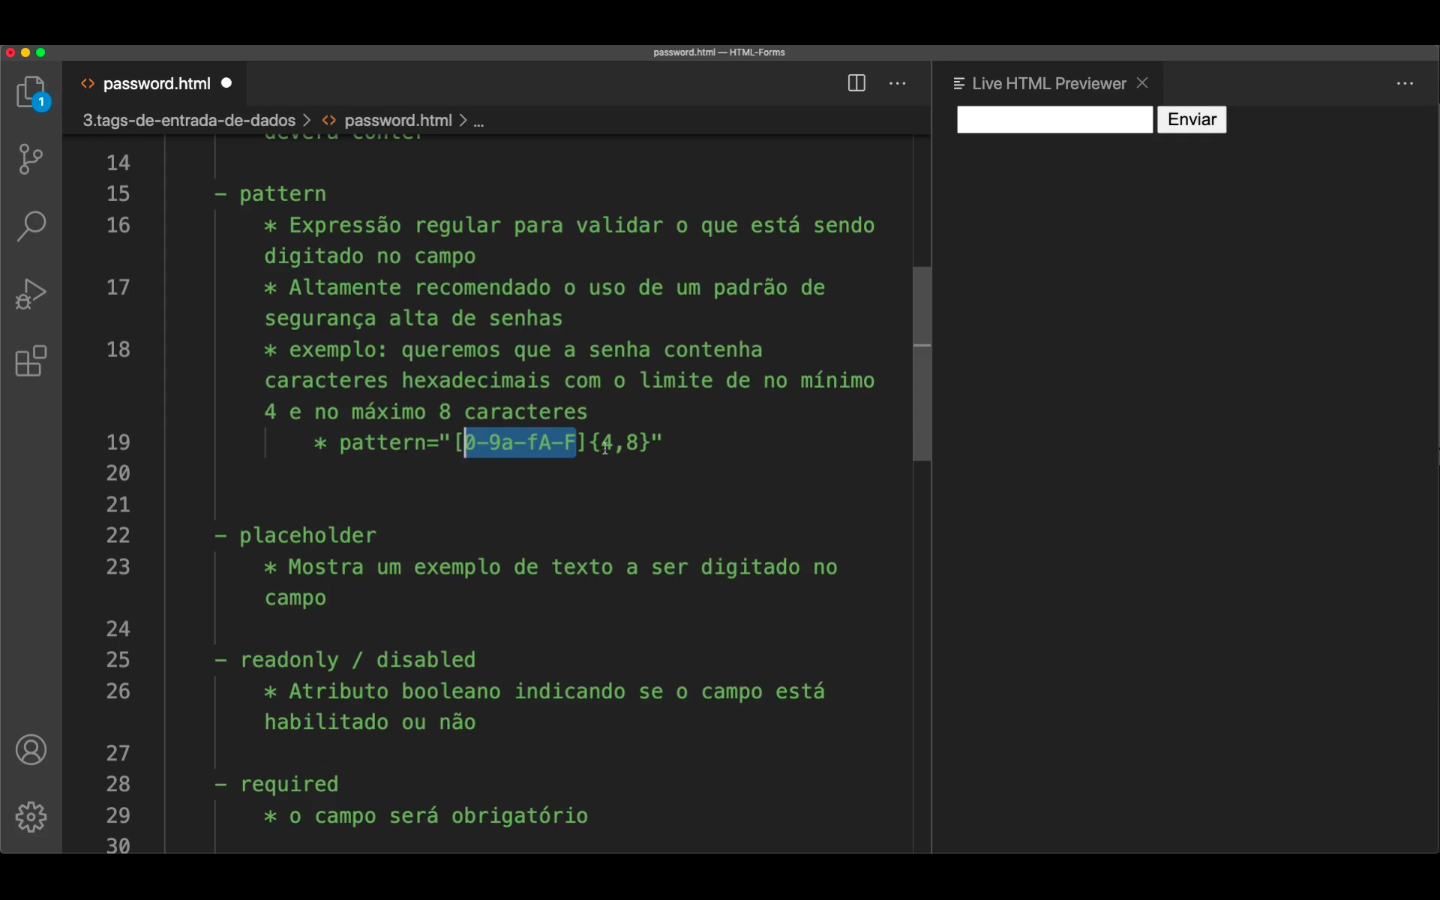 password.html — HTML-Forms
password.html
Live HTML Previewer
1
3.tags-de-entrada-de-dados > password.html > ...
Enviar
deverá conter
14
15 - pattern
16 * Expressão regular para validar o que está sendo
digitado no campo
17 * Altamente recomendado o uso de um padrão de
segurança alta de senhas
18 * exemplo: queremos que a senha contenha
caracteres hexadecimais com o limite de no mínimo
4 e no máximo 8 caracteres
19 * pattern="[0-9a-fA-F]{4,8}"
20
21
22 - placeholder
23 * Mostra um exemplo de texto a ser digitado no
campo
24
25 - readonly / disabled
26 * Atributo booleano indicando se o campo está
habilitado ou não
27
28 - required
29 * o campo será obrigatório
30